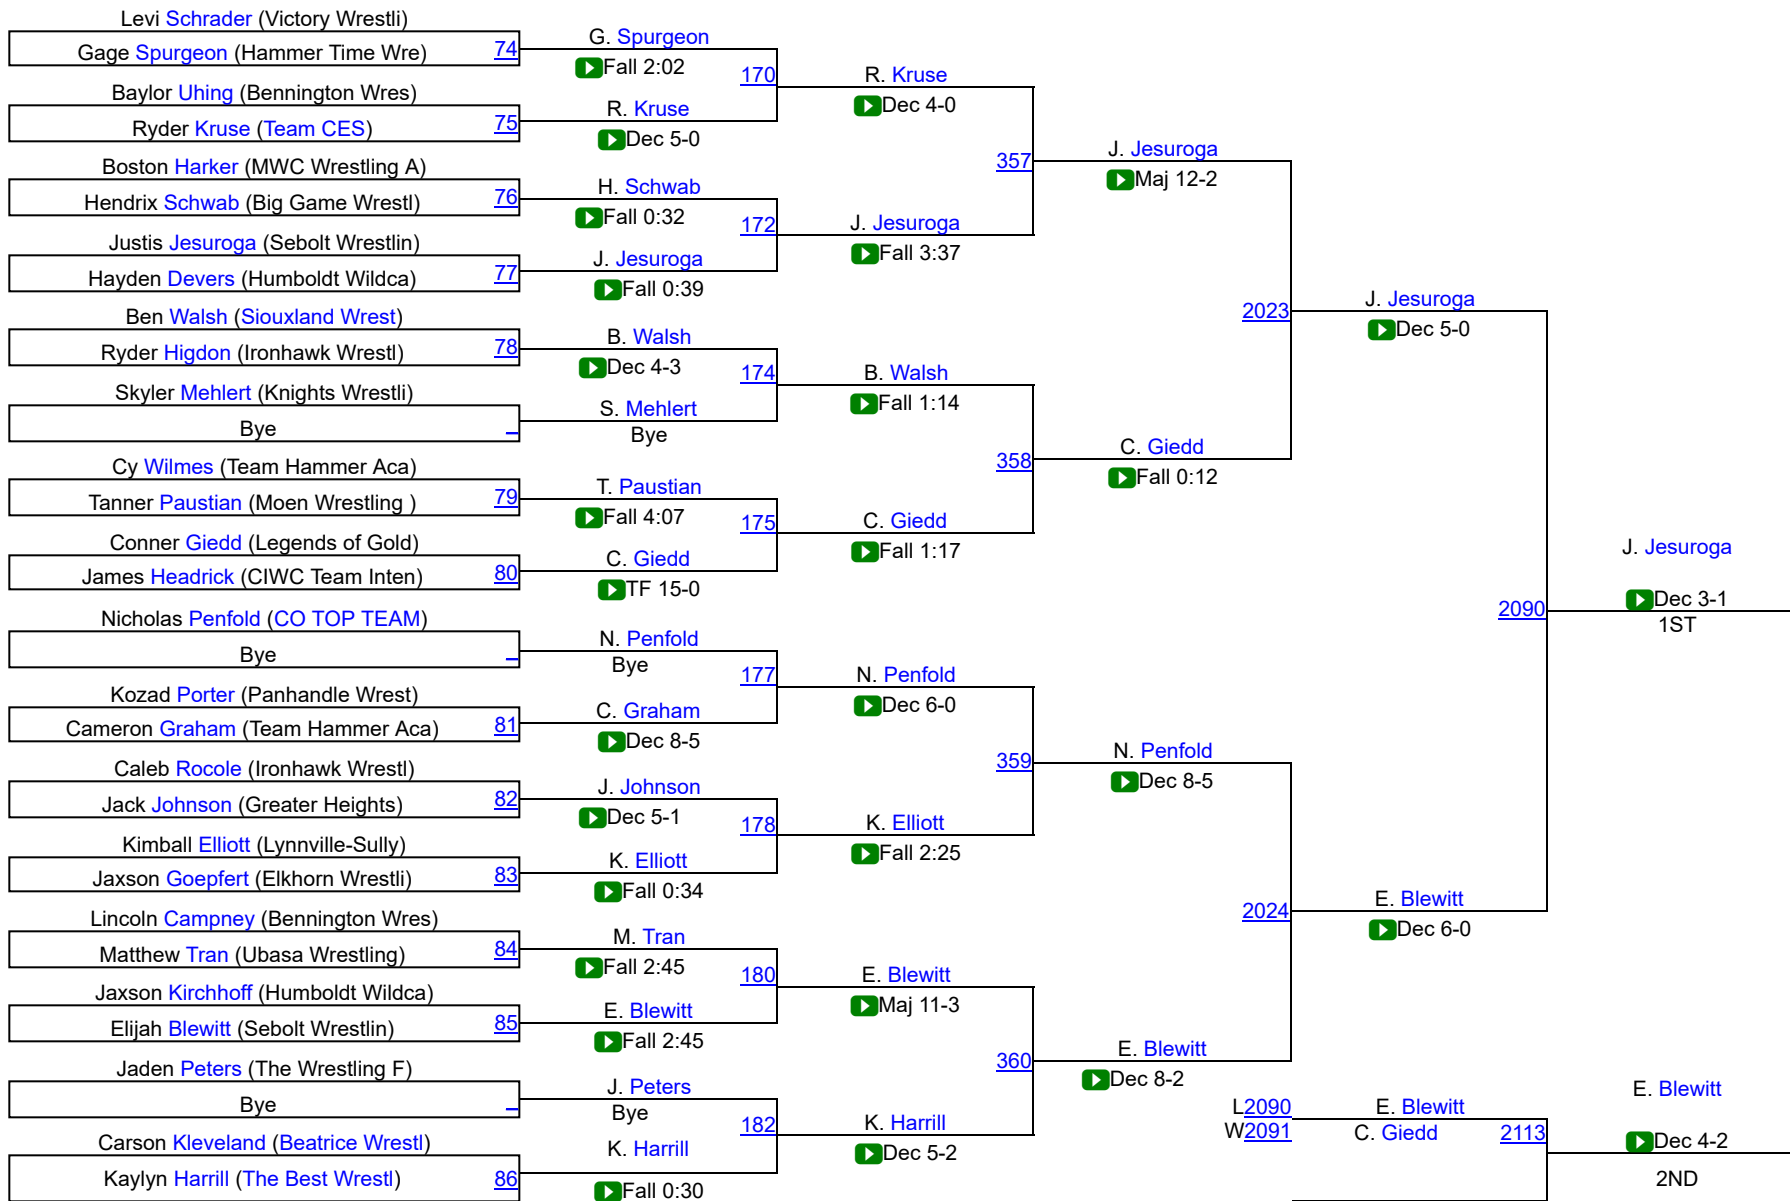 Levi Schrader (Victory Wrestli)
Gage Spurgeon (Hammer Time Wre) 74
Baylor Uhing (Bennington Wres)
Ryder Kruse (Team CES) 75
Boston Harker (MWC Wrestling A)
Hendrix Schwab (Big Game Wrestl) 76
Justis Jesuroga (Sebolt Wrestlin)
Hayden Devers (Humboldt Wildca) 77
Ben Walsh (Siouxland Wrest)
Ryder Higdon (Ironhawk Wrestl) 78
Skyler Mehlert (Knights Wrestli)
Bye
Cy Wilmes (Team Hammer Aca)
Tanner Paustian (Moen Wrestling ) 79
Conner Giedd (Legends of Gold)
James Headrick (CIWC Team Inten) 80
Nicholas Penfold (CO TOP TEAM)
Bye
Kozad Porter (Panhandle Wrest)
Cameron Graham (Team Hammer Aca) 81
Caleb Rocole (Ironhawk Wrestl)
Jack Johnson (Greater Heights) 82
Kimball Elliott (Lynnville-Sully)
Jaxson Goepfert (Elkhorn Wrestli) 83
Lincoln Campney (Bennington Wres)
Matthew Tran (Ubasa Wrestling) 84
Jaxson Kirchhoff (Humboldt Wildca)
Elijah Blewitt (Sebolt Wrestlin) 85
Jaden Peters (The Wrestling F)
Bye
Carson Kleveland (Beatrice Wrestl)
Kaylyn Harrill (The Best Wrestl) 86
G. Spurgeon
Fall 2:02
170
R. Kruse
Dec 5-0
H. Schwab
Fall 0:32
172
J. Jesuroga
Fall 0:39
B. Walsh
Dec 4-3
174
S. Mehlert
Bye
T. Paustian
Fall 4:07
175
C. Giedd
TF 15-0
N. Penfold
Bye
177
C. Graham
Dec 8-5
J. Johnson
Dec 5-1
178
K. Elliott
Fall 0:34
M. Tran
Fall 2:45
180
E. Blewitt
Fall 2:45
J. Peters
Bye
182
K. Harrill
Fall 0:30
R. Kruse
Dec 4-0
357
J. Jesuroga
Fall 3:37
B. Walsh
Fall 1:14
358
C. Giedd
Fall 1:17
N. Penfold
Dec 6-0
359
K. Elliott
Fall 2:25
E. Blewitt
Maj 11-3
360
K. Harrill
Dec 5-2
J. Jesuroga
Maj 12-2
2023
C. Giedd
Fall 0:12
N. Penfold
Dec 8-5
2024
E. Blewitt
Dec 8-2
J. Jesuroga
Dec 5-0
2090
E. Blewitt
Dec 6-0
J. Jesuroga
Dec 3-1
1ST
L2090 E. Blewitt
W2091 C. Giedd 2113
E. Blewitt
Dec 4-2
2ND